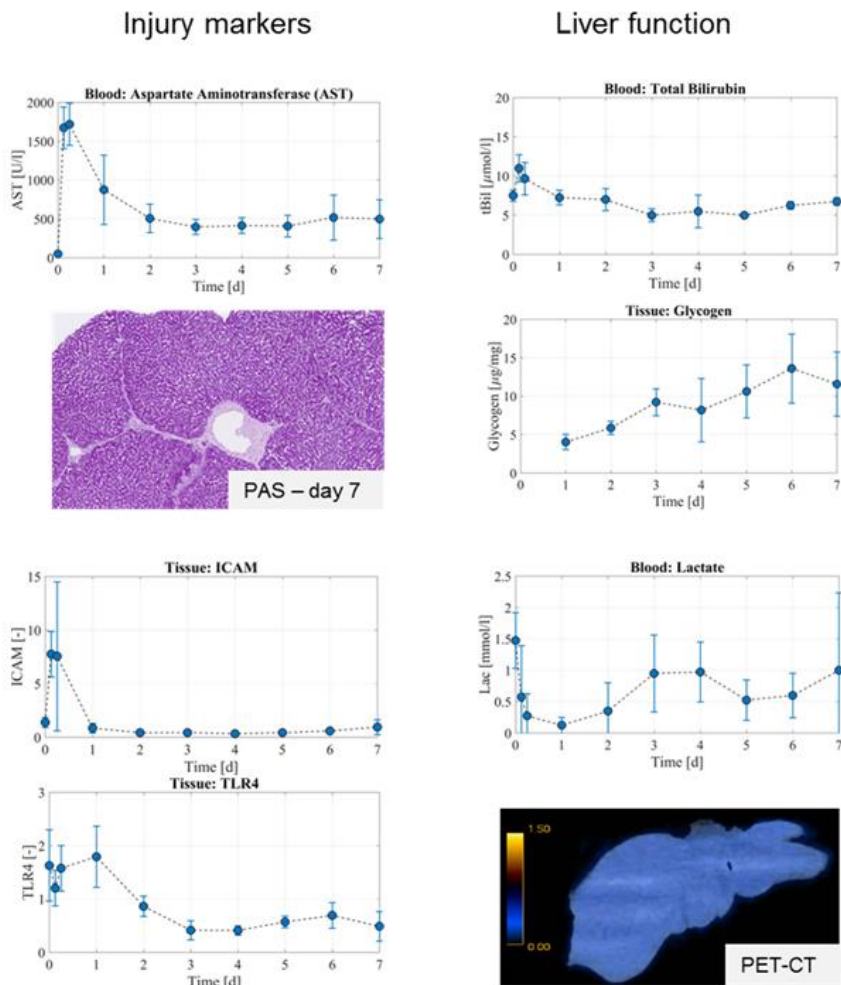 Injury markers
Liver function
Blood: Aspartate Aminotransferase (AST)
2000
1500
1000
500
0
AST [U/l]
0 1 2 3 4 5 6 7
Time [d]
PAS – day 7
Tissue: ICAM
15
10
5
0
ICAM [-]
0 1 2 3 4 5 6 7
Time [d]
Tissue: TLR4
3
2
1
0
TLR4 [-]
0 1 2 3 4 5 6 7
Time [d]
Blood: Total Bilirubin
20
15
10
5
0
tBil [µmol/l]
0 1 2 3 4 5 6 7
Time [d]
Tissue: Glycogen
20
15
10
5
0
Glycogen [µg/mg]
1 2 3 4 5 6 7
Time [d]
Blood: Lactate
2.5
2
1.5
1
0.5
0
Lac [mmol/l]
0 1 2 3 4 5 6 7
Time [d]
1.50
0.00
PET-CT